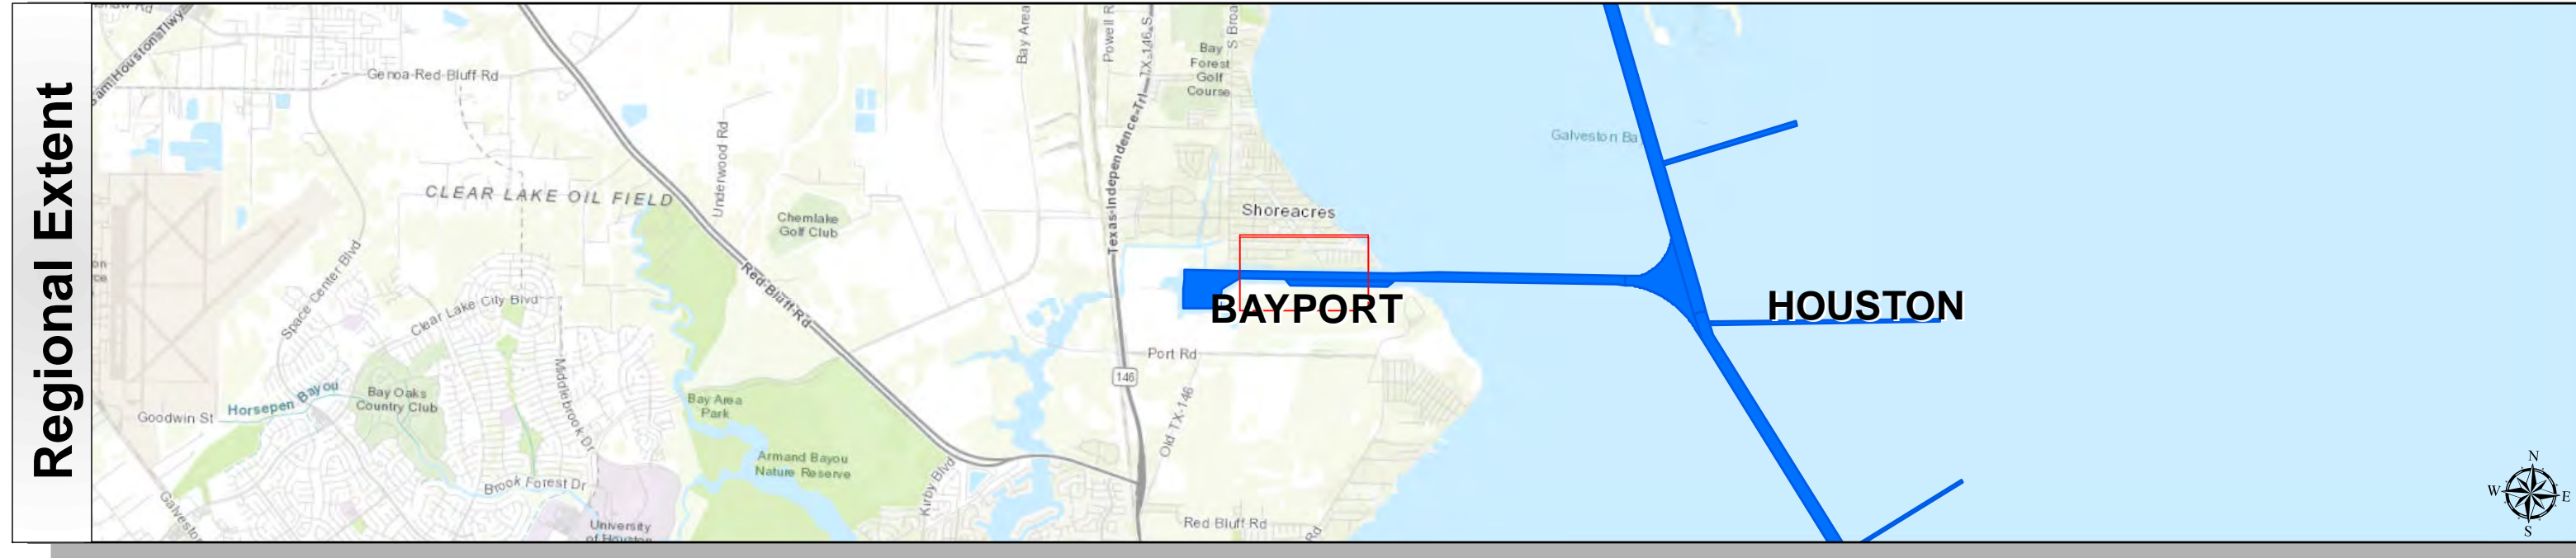 Regional Extent
Sam Houston Tlwy
Genoa-Red-Bluff-Rd
Underwood Rd
CLEAR LAKE OIL FIELD
Chemlake
Golf Club
Bay Area
Powell R
TX-146-S
S Broa
Bay
Forest
Golf
Course
Texas-Independence-Trl
Shoreacres
Galveston Ba
Space Center Blvd
Clear Lake City Blvd
Red-Bluff-Rd
BAYPORT
HOUSTON
Port Rd
146
Old TX-146
Middlebrook Dr
Horsepen Bayou
Goodwin St
Bay Oaks
Country Club
Bay Area
Park
Armand Bayou
Nature Reserve
Kirby Blvd
Brook Forest Dr
Galveston
University
of Houston
Red Bluff Rd
Rd
N
W
E
S